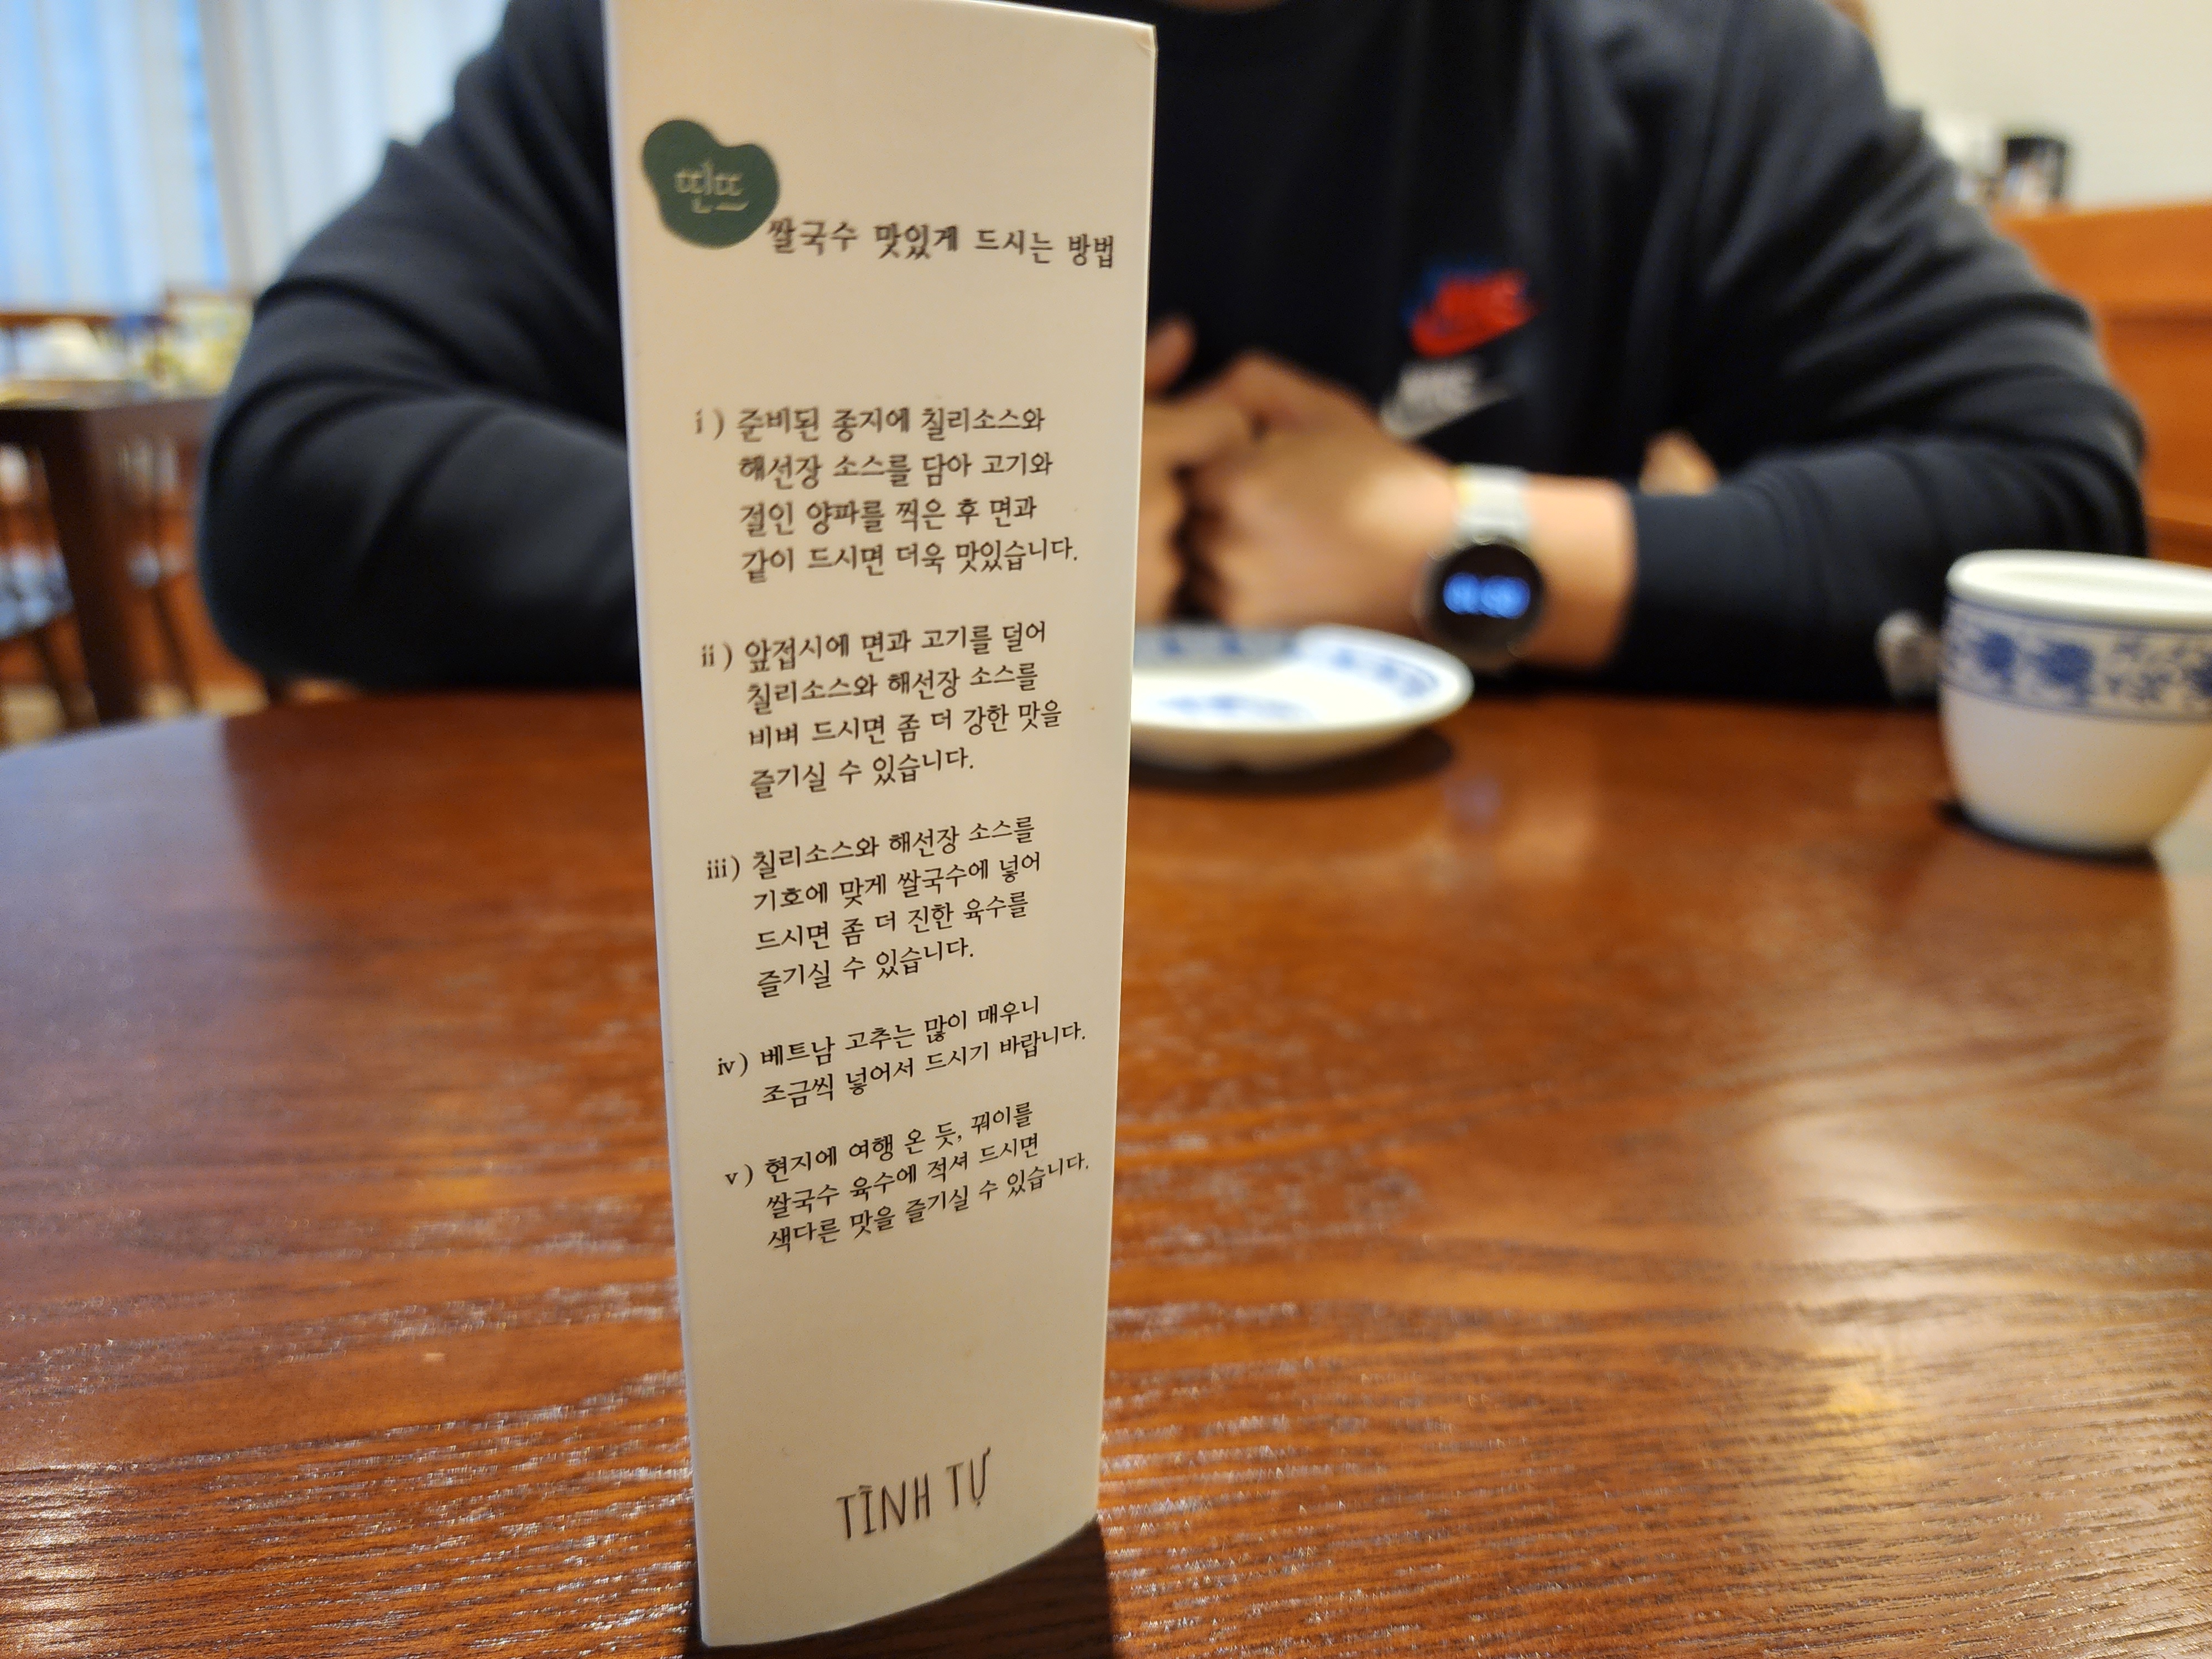 띤뜨
쌀국수 맛있게 드시는 방법
i) 준비된 종지에 칠리소스와
해선장 소스를 담아 고기와
절인 양파를 찍은 후 면과
같이 드시면 더욱 맛있습니다.
ii) 앞접시에 면과 고기를 덜어
칠리소스와 해선장 소스를
비벼 드시면 좀 더 강한 맛을
즐기실 수 있습니다.
iii) 칠리소스와 해선장 소스를
기호에 맞게 쌀국수에 넣어
드시면 좀 더 진한 육수를
즐기실 수 있습니다.
iv) 베트남 고추는 많이 매우니
조금씩 넣어서 드시기 바랍니다.
v) 현지에 여행 온 듯, 꿔이를
쌀국수 육수에 적셔 드시면
색다른 맛을 즐기실 수 있습니다.
TĨNH TỰ
NIKE